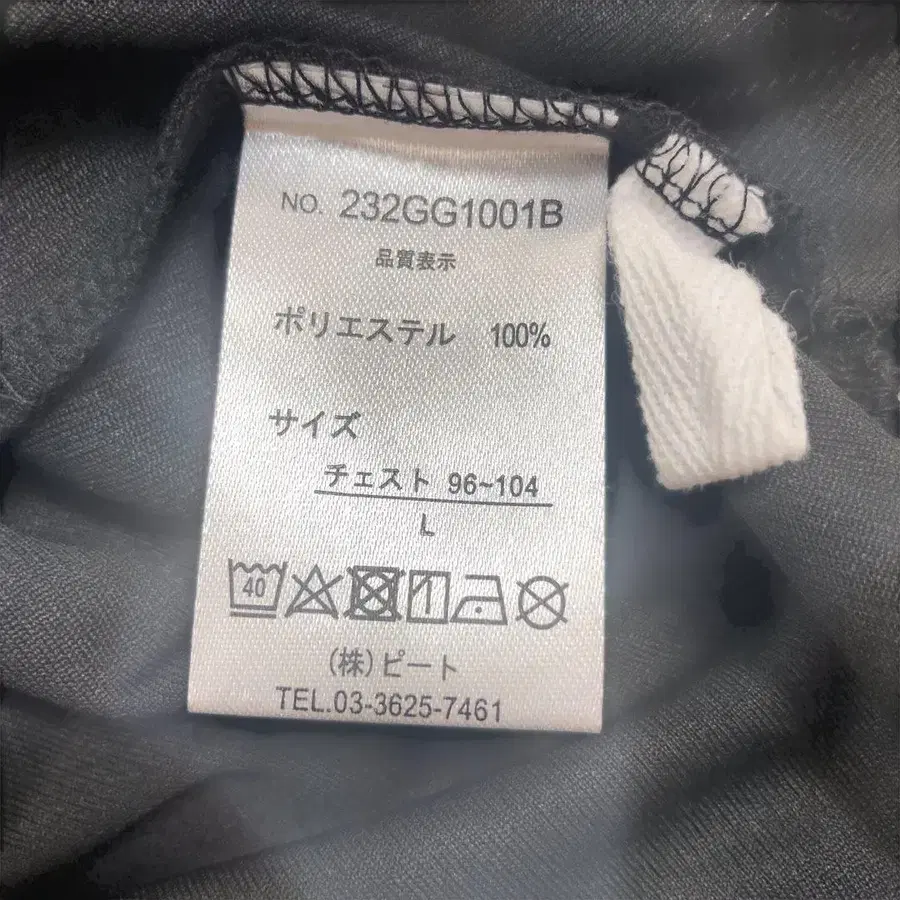 NO. 232GG1001B
品質表示
ポリエステル 100%
サイズ
チェスト 96~104
L
40
(株)ピート
TEL.03-3625-7461